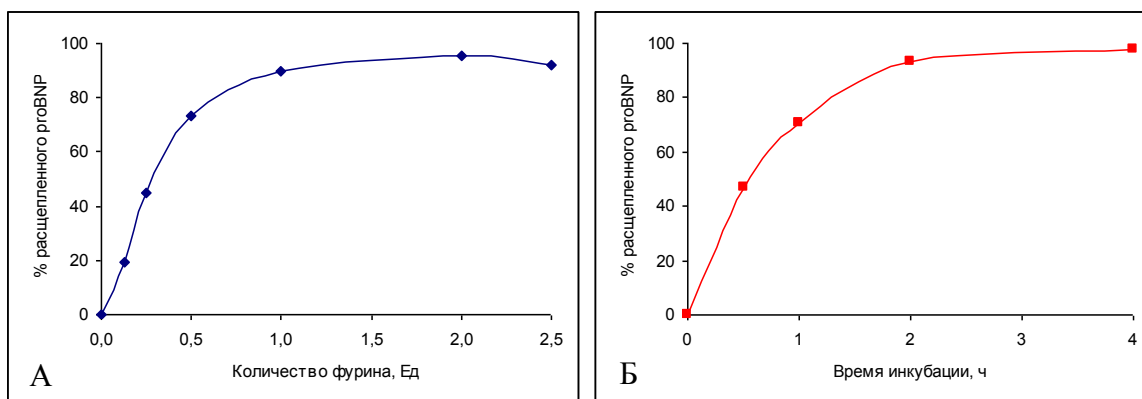 % расщепленного proBNP
100
80
60
40
20
0
0,0 0,5 1,0 1,5 2,0 2,5
Количество фурина, Ед
А
% расщепленного proBNP
100
80
60
40
20
0
0 1 2 3 4
Время инкубации, ч
Б